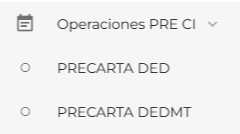 Operaciones PRE CI
PRECARTA DED
PRECARTA DEDMT